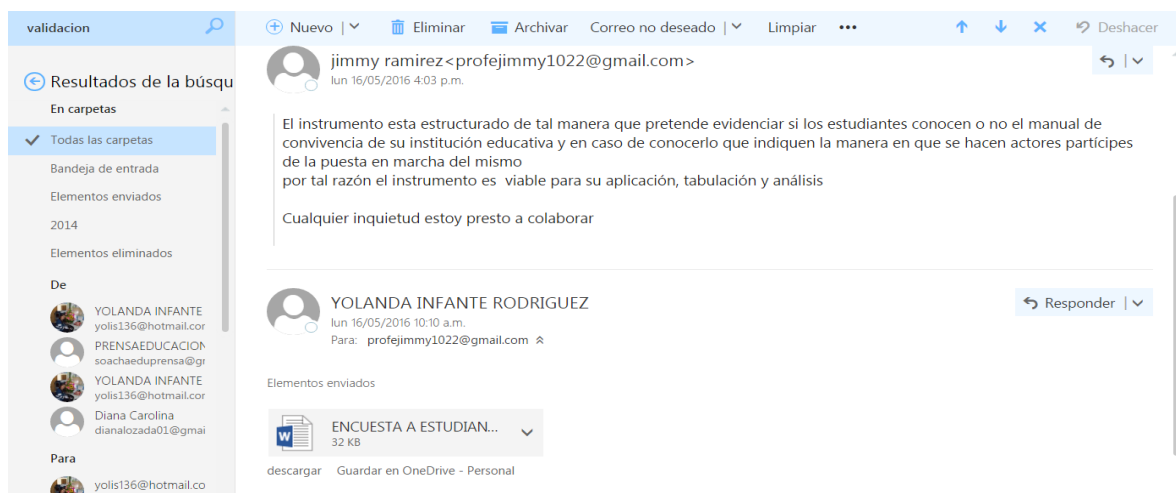 validacion
Nuevo | Eliminar Archivar Correo no deseado | Limpiar ••• Deshacer
Resultados de la búsqu
En carpetas
Todas las carpetas
Bandeja de entrada
Elementos enviados
2014
Elementos eliminados
De
YOLANDA INFANTE
yolis136@hotmail.cor
PRENSAEDUCACION
soachaeduprensa@gr
YOLANDA INFANTE
yolis136@hotmail.cor
Diana Carolina
dianalozada01@gmai
Para
yolis136@hotmail.co
jimmy ramirez<profejimmy1022@gmail.com>
lun 16/05/2016 4:03 p.m.
El instrumento esta estructurado de tal manera que pretende evidenciar si los estudiantes conocen o no el manual de
convivencia de su institución educativa y en caso de conocerlo que indiquen la manera en que se hacen actores partícipes
de la puesta en marcha del mismo
por tal razón el instrumento es viable para su aplicación, tabulación y análisis
Cualquier inquietud estoy presto a colaborar
YOLANDA INFANTE RODRIGUEZ
Responder |
lun 16/05/2016 10:10 a.m.
Para: profejimmy1022@gmail.com
Elementos enviados
ENCUESTA A ESTUDIAN...
32 KB
descargar Guardar en OneDrive - Personal